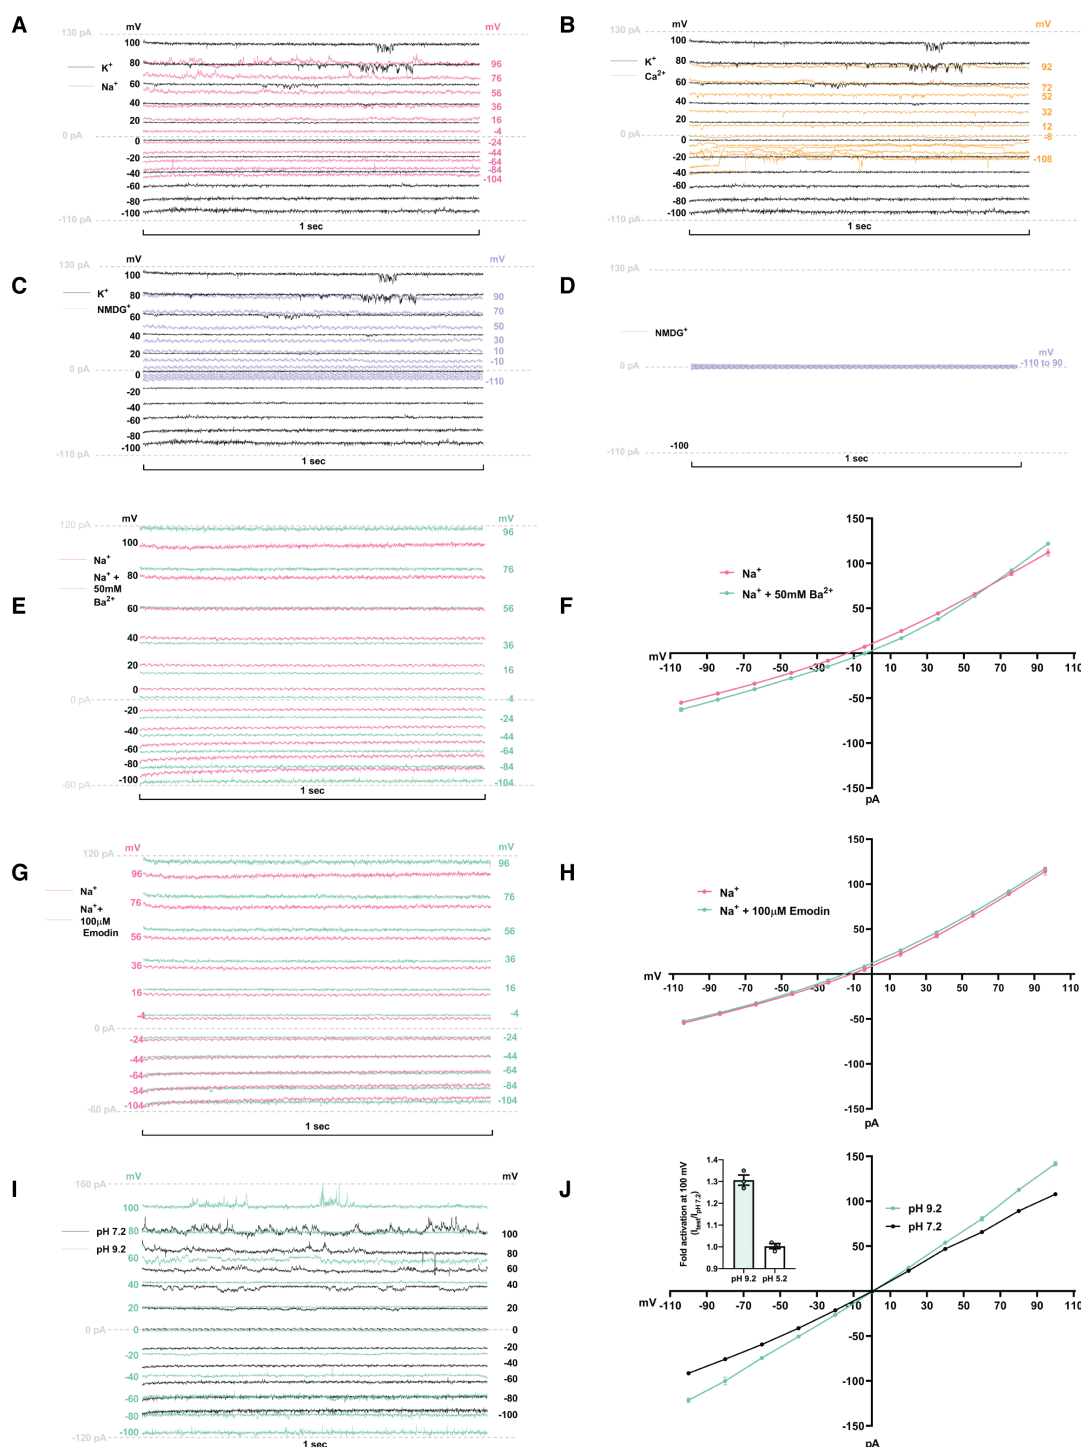 A
mV
mV
130 pA
100
K⁺
Na⁺
80
60
40
20
0 pA
0
-20
-40
-60
-80
-100
-110 pA
96
76
56
36
16
-4
-24
-44
-64
-84
-104
1 sec
B
mV
mV
130 pA
100
K⁺
Ca²⁺
80
60
40
20
0 pA
0
-20
-40
-60
-80
-100
-110 pA
92
72
52
32
12
-8
-108
1 sec
C
mV
mV
130 pA
100
K⁺
NMDG⁺
80
60
40
20
0 pA
0
-20
-40
-60
-80
-100
-110 pA
90
70
50
30
10
-10
-110
1 sec
D
130 pA
NMDG⁺
mV
0 pA
-110 to 90
-100
-110 pA
1 sec
E
mV
mV
120 pA
100
Na⁺
Na⁺ +
50mM
Ba²⁺
80
60
40
20
0
0 pA
-20
-40
-60
-80
-100
-60 pA
96
76
56
36
16
-4
-24
-44
-64
-84
-104
1 sec
F
150
100
50
-50
-100
-150
Na⁺
Na⁺ + 50mM Ba²⁺
mV
-110 -90 -70 -50 -30 -10 10 30 50 70 90 110
pA
G
mV
mV
120 pA
Na⁺
Na⁺+
100μM
Emodin
96
76
56
36
16
-4
0 pA
-24
-44
-64
-84
-104
-60 pA
96
76
56
36
16
-4
-24
-44
-64
-84
-104
1 sec
H
150
100
50
-50
-100
-150
Na⁺
Na⁺ + 100μM Emodin
mV
-110 -90 -70 -50 -30 -10 10 30 50 70 90 110
pA
I
mV
mV
160 pA
100
pH 7.2
pH 9.2
80
60
40
20
0 pA
0
-20
-40
-60
-80
-100
-120 pA
100
80
60
40
20
0
-20
-40
-60
-80
-100
1 sec
J
Fold activation at 100 mV
(Itest/IpH 7.2)
1.4
1.3
1.2
1.1
1.0
0.9
pH 9.2 pH 5.2
pH 9.2
pH 7.2
150
100
50
-50
-100
-150
mV
-110 -90 -70 -50 -30 -10 10 30 50 70 90 110
pA